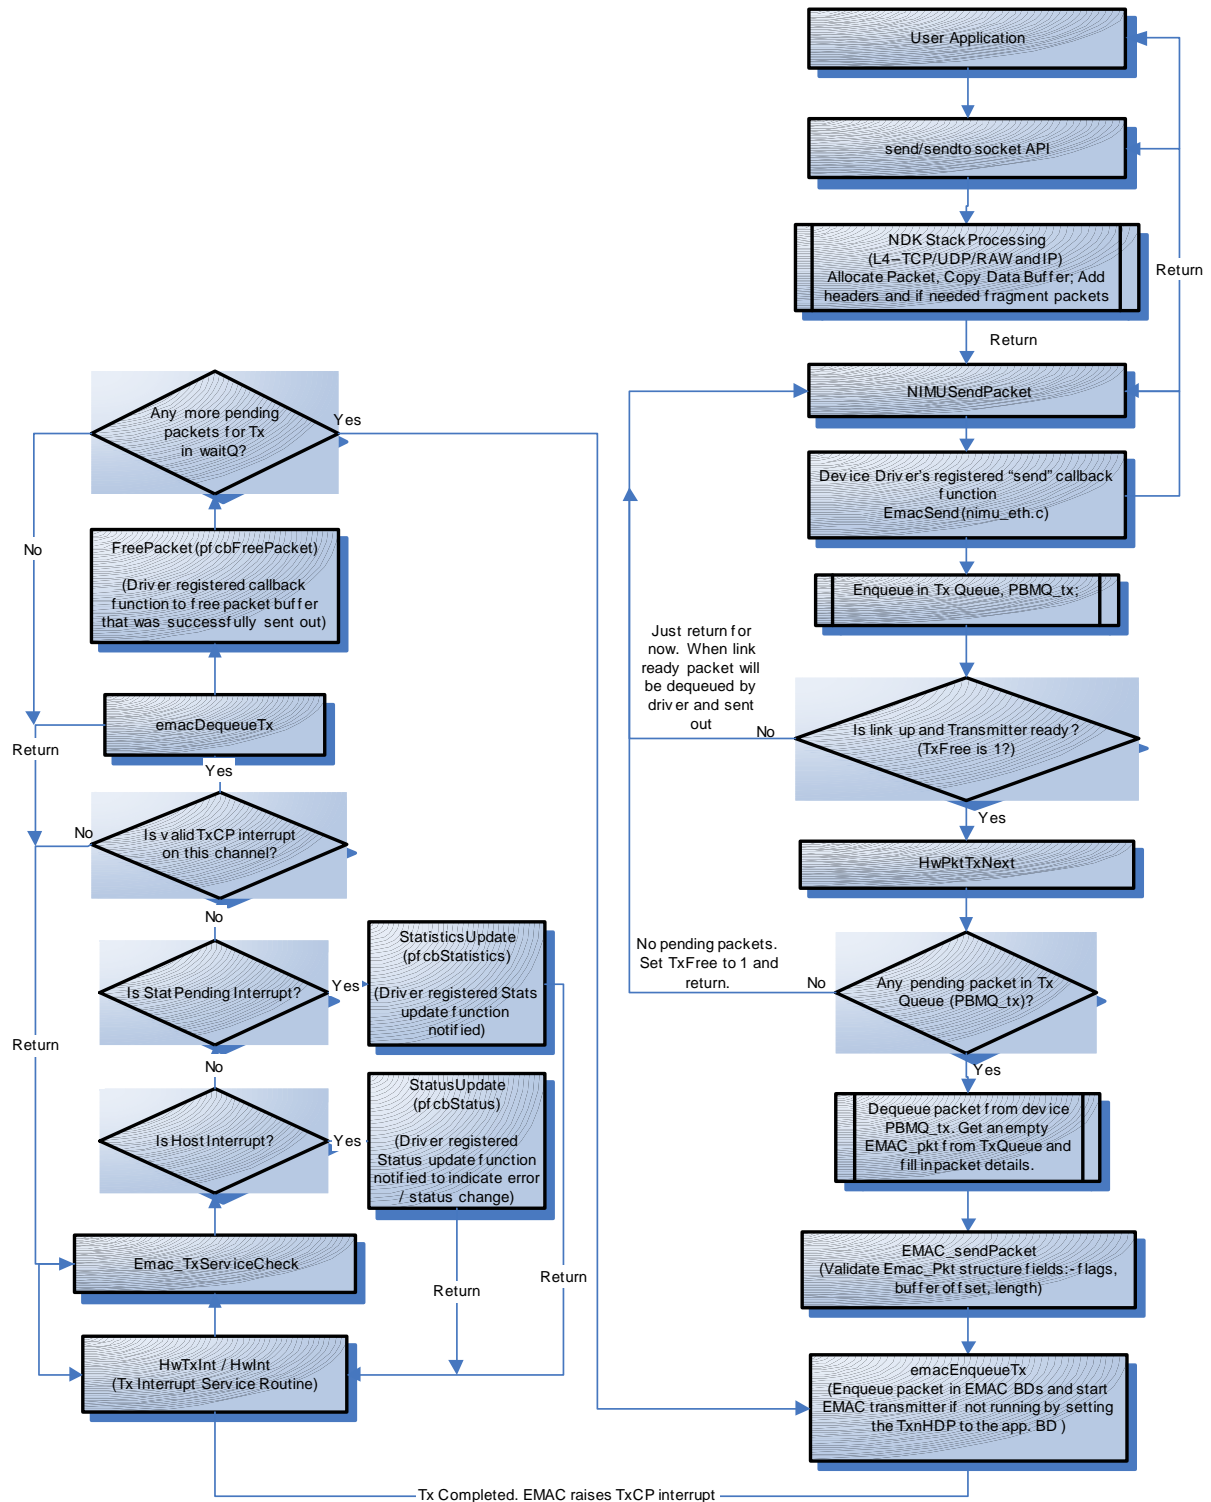 User Application
send/sendto socket API
NDK Stack Processing
(L4–TCP/UDP/RAW and IP)
Allocate Packet, Copy Data Buffer; Add
headers and if needed fragment packets
Return
Return
NIMUSendPacket
Device Driver's registered “send” callback
function
EmacSend(nimu_eth.c)
Enqueue in Tx Queue, PBMQ_tx;
Just return for
now. When link
ready packet will
be dequeued by
driver and sent
out
No
Is link up and Transmitter ready?
(TxFree is 1?)
Yes
HwPktTxNext
No pending packets.
Set TxFree to 1 and
return.
No
Any pending packet in Tx
Queue (PBMQ_tx)?
Yes
Dequeue packet from device
PBMQ_tx. Get an empty
EMAC_pkt from TxQueue and
fill in packet details.
EMAC_sendPacket
(Validate Emac_Pkt structure fields:- flags,
buffer offset, length)
emacEnqueueTx
(Enqueue packet in EMAC BDs and start
EMAC transmitter if not running by setting
the TxnHDP to the app. BD )
Any more pending
packets for Tx
in waitQ?
Yes
No
FreePacket(pfcbFreePacket)
(Driver registered callback
function to free packet buffer
that was successfully sent out)
emacDequeueTx
Return
Yes
No
Is valid TxCP interrupt
on this channel?
No
Is Stat Pending Interrupt?
Yes
StatisticsUpdate
(pfcbStatistics)
(Driver registered Stats
update function
notified)
Return
No
Is Host Interrupt?
Yes
StatusUpdate
(pfcbStatus)
(Driver registered
Status update function
notified to indicate error
/ status change)
Emac_TxServiceCheck
Return
Return
HwTxInt / HwInt
(Tx Interrupt Service Routine)
Tx Completed. EMAC raises TxCP interrupt